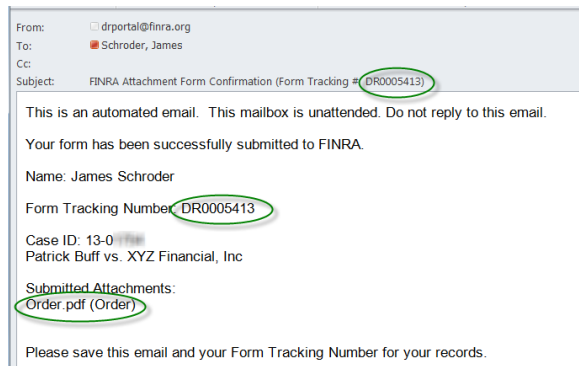 From: drportal@finra.org
To: Schroder, James
Cc:
Subject: FINRA Attachment Form Confirmation (Form Tracking # DR0005413)
This is an automated email.  This mailbox is unattended. Do not reply to this email.
Your form has been successfully submitted to FINRA.
Name: James Schroder
Form Tracking Number: DR0005413
Case ID: 13-0
Patrick Buff vs. XYZ Financial, Inc
Submitted Attachments:
Order.pdf (Order)
Please save this email and your Form Tracking Number for your records.